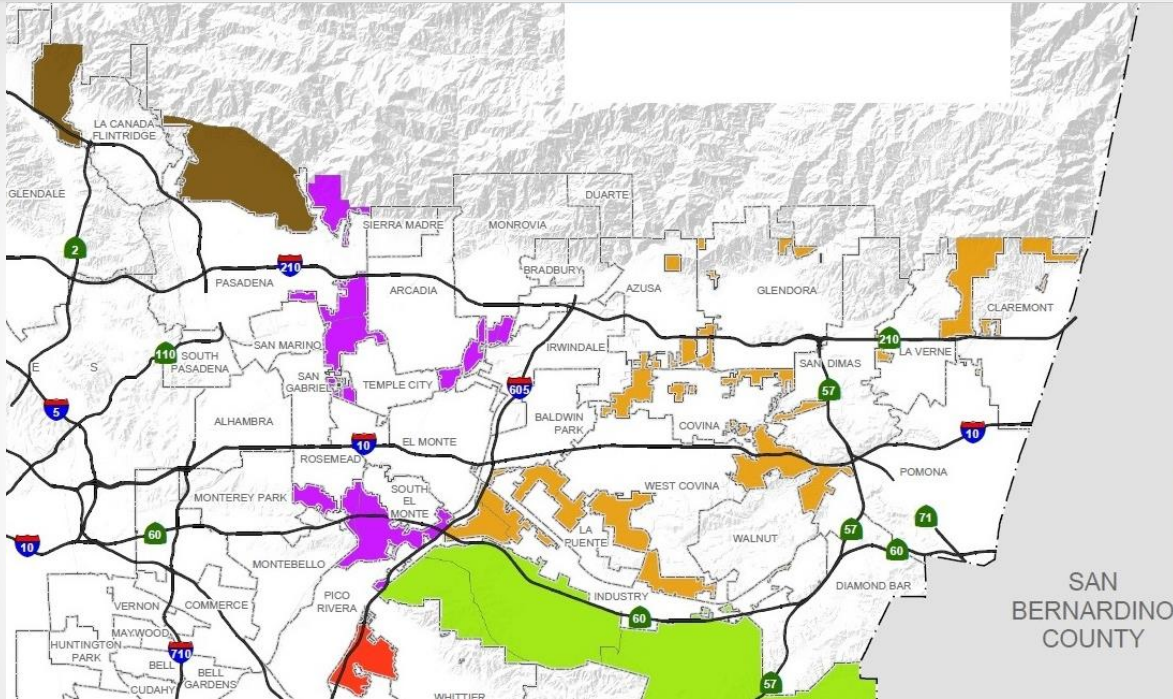 LA CANADA
FLINTRIDGE
GLENDALE
DUARTE
SIERRA MADRE
MONROVIA
2
210
BRADBURY
PASADENA
ARCADIA
AZUSA
GLENDORA
CLAREMONT
110
SOUTH
PASADENA
SAN MARINO
IRWINDALE
210
LA VERNE
E S
SAN
GABRIEL
TEMPLE CITY
SAN DIMAS
605
57
5
ALHAMBRA
BALDWIN
PARK
COVINA
10
EL MONTE
10
ROSEMEAD
POMONA
MONTEREY PARK
SOUTH
EL
MONTE
WEST COVINA
71
60
LA
PUENTE
WALNUT
57
10
60
MONTEBELLO
DIAMOND BAR
SAN
BERNARDINO
COUNTY
PICO
RIVERA
INDUSTRY
VERNON
COMMERCE
60
MAYWOOD
HUNTINGTON
PARK
710
BELL
BELL
GARDENS
CUDAHY
57
WHITTIER